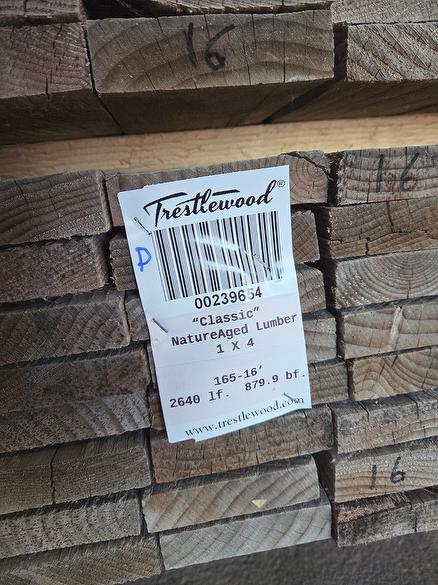 16
Trestlewood®
16
P
00239654
"Classic"
NatureAged Lumber
1 X 4
165-16'
2640 lf. 879.9 bf.
www.trestlewood.com
16